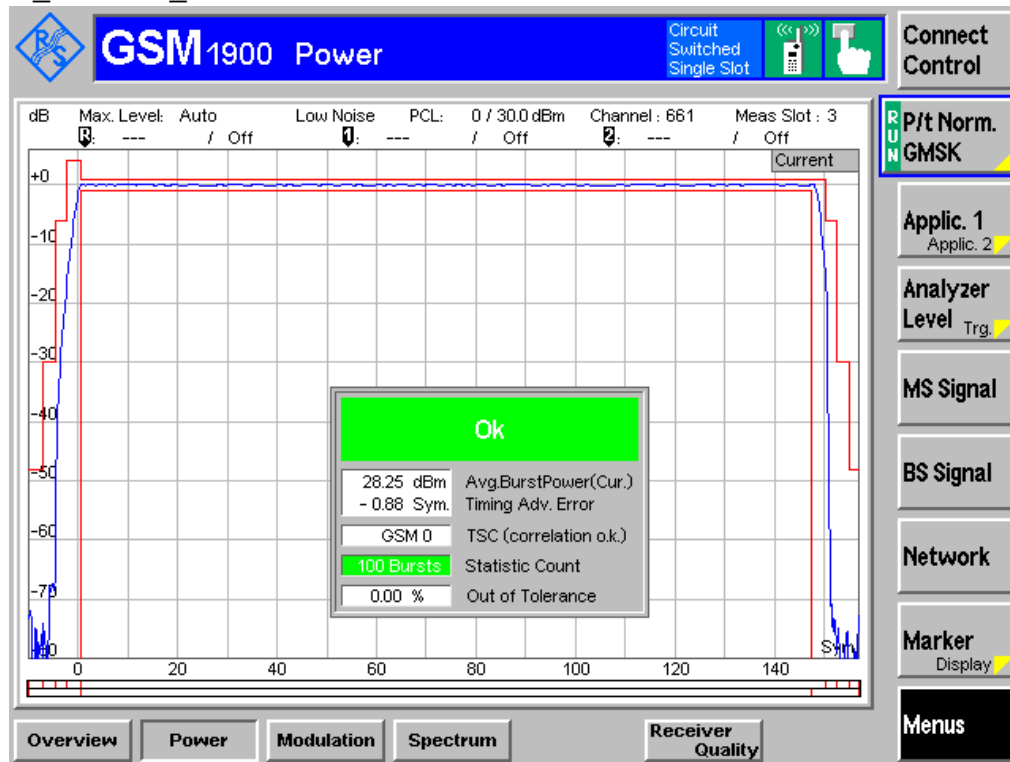 R&S
GSM 1900 Power
Circuit Switched Single Slot
Connect Control
dB Max. Level: Auto Low Noise PCL: 0 / 30.0 dBm Channel : 661 Meas Slot : 3
R: --- / Off 1: --- / Off 2: --- / Off
RUN P/t Norm. GMSK
Current
+0
-10
-20
-30
-40
-50
-60
-70
Applic. 1
Applic. 2
Analyzer Level Trg.
MS Signal
BS Signal
Network
Marker
Display
Menus
Ok
28.25 dBm Avg.BurstPower(Cur.)
- 0.88 Sym. Timing Adv. Error
GSM 0 TSC (correlation o.k.)
100 Bursts Statistic Count
0.00 % Out of Tolerance
0 20 40 60 80 100 120 140
Overview Power Modulation Spectrum Receiver Quality